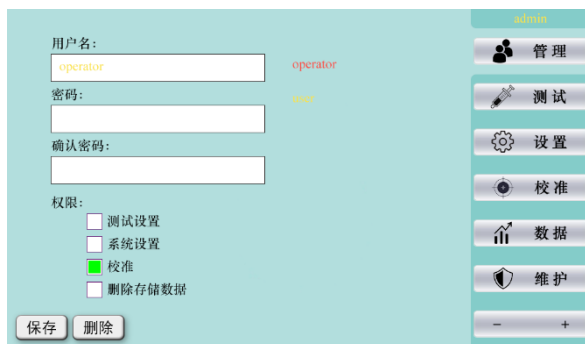 admin
用户名:
operator
operator
密码:
user
确认密码:
权限:
测试设置
系统设置
校准
删除存储数据
保存 删除
管理
测试
设置
校准
数据
维护
- +